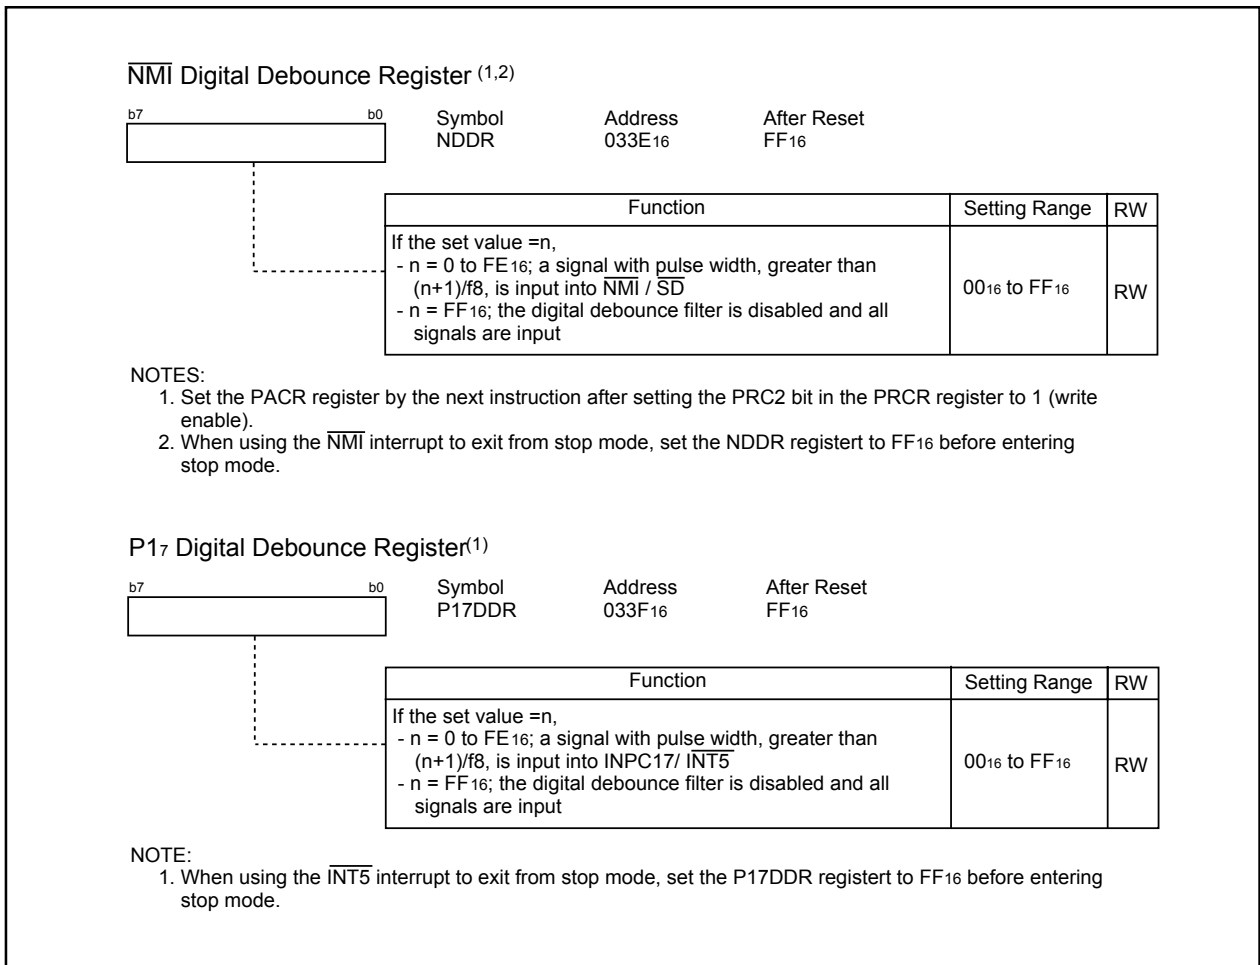 NMI Digital Debounce Register (1,2)
b7 b0 Symbol Address After Reset
NDDR 033E16 FF16
Function Setting Range RW
If the set value =n,
- n = 0 to FE16; a signal with pulse width, greater than
(n+1)/f8, is input into NMI / SD
- n = FF16; the digital debounce filter is disabled and all
signals are input
0016 to FF16 RW
NOTES:
1. Set the PACR register by the next instruction after setting the PRC2 bit in the PRCR register to 1 (write
enable).
2. When using the NMI interrupt to exit from stop mode, set the NDDR registert to FF16 before entering
stop mode.
P17 Digital Debounce Register(1)
b7 b0 Symbol Address After Reset
P17DDR 033F16 FF16
Function Setting Range RW
If the set value =n,
- n = 0 to FE16; a signal with pulse width, greater than
(n+1)/f8, is input into INPC17/ INT5
- n = FF16; the digital debounce filter is disabled and all
signals are input
0016 to FF16 RW
NOTE:
1. When using the INT5 interrupt to exit from stop mode, set the P17DDR registert to FF16 before entering
stop mode.